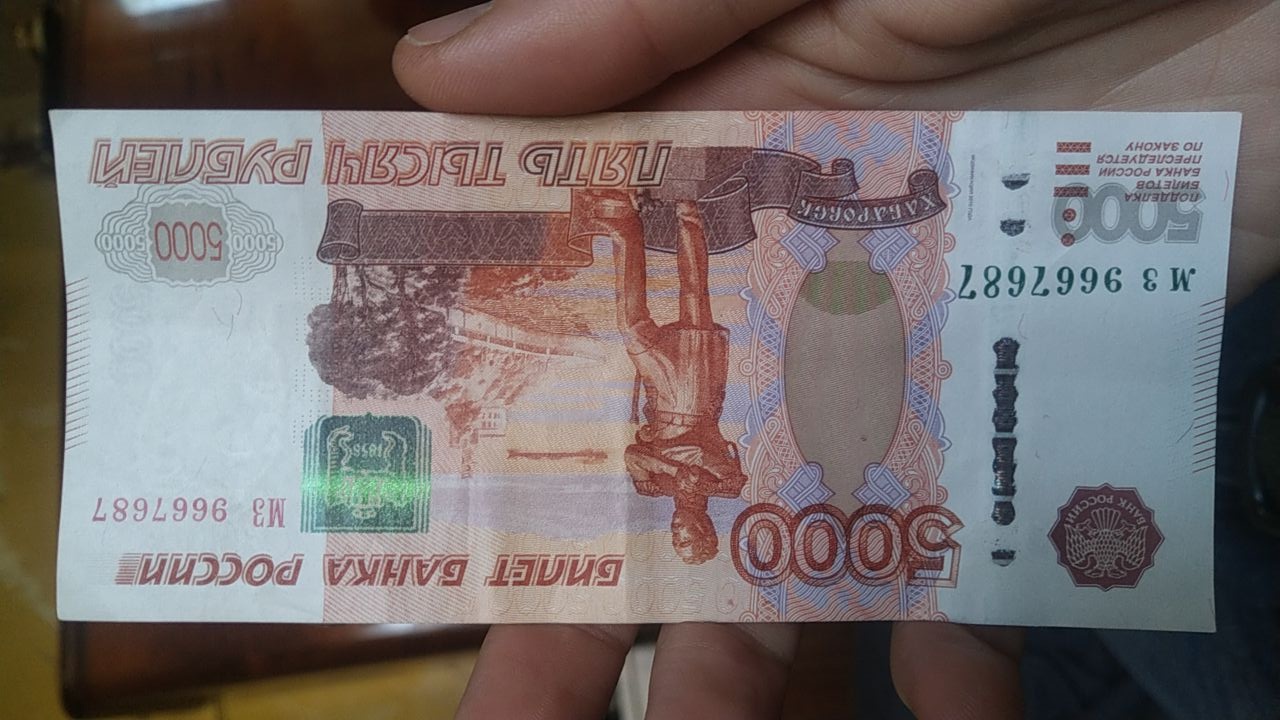 БИЛЕТ БАНКА РОССИИ
5000
БАНК РОССИИ
МЗ 9667687
1858
мз 9667687
ХАБАРОВСК
5000
5000
5000
5000
ПЯТЬ ТЫСЯЧ РУБЛЕЙ
ПОДДЕЛКА
БИЛЕТОВ
БАНКА РОССИИ
ПРЕСЛЕДУЕТСЯ
ПО ЗАКОНУ